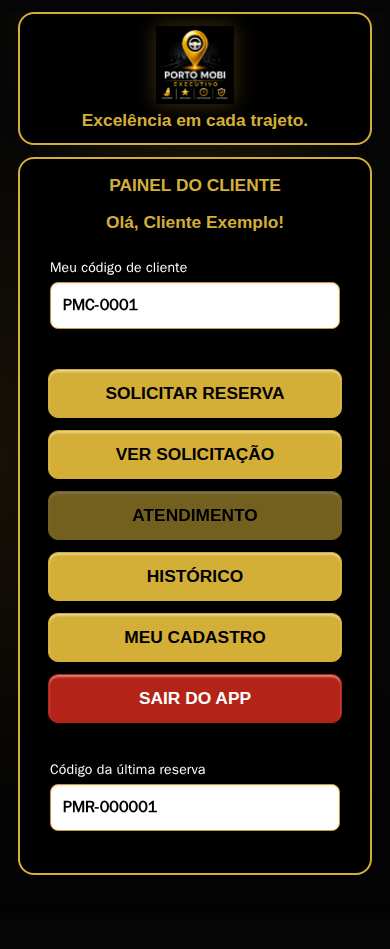 PORTO MOBI
EXECUTIVO
Excelência em cada trajeto.
PAINEL DO CLIENTE
Olá, Cliente Exemplo!
Meu código de cliente
PMC-0001
SOLICITAR RESERVA
VER SOLICITAÇÃO
ATENDIMENTO
HISTÓRICO
MEU CADASTRO
SAIR DO APP
Código da última reserva
PMR-000001